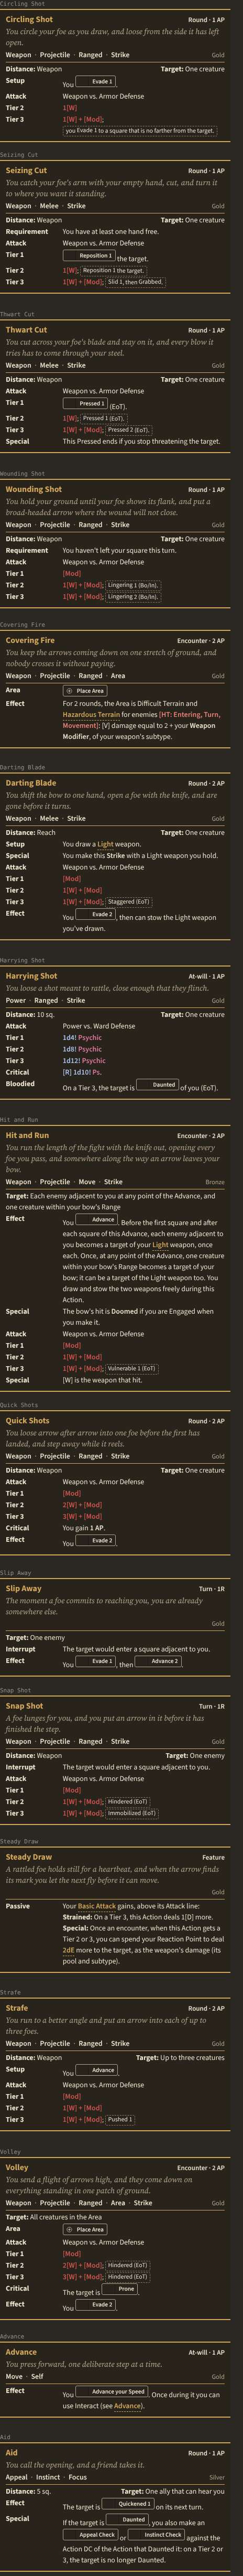 Circling Shot
Circling Shot Round · 1 AP
You circle your foe as you draw, and loose from the side it has left
open.
Weapon · Projectile · Ranged · Strike Gold
Distance: Weapon Target: One creature
Setup You Evade 1.
Attack Weapon vs. Armor Defense
Tier 2 1[W]
Tier 3 1[W] + [Mod];
you Evade 1 to a square that is no farther from the target.
Seizing Cut
Seizing Cut Round · 1 AP
You catch your foe's arm with your empty hand, cut, and turn it
to where you want it standing.
Weapon · Melee · Strike Gold
Distance: Weapon Target: One creature
Requirement You have at least one hand free.
Attack Weapon vs. Armor Defense
Tier 1 Reposition 1 the target.
Tier 2 1[W]; Reposition 1 the target.
Tier 3 1[W] + [Mod]; Slid 1, then Grabbed.
Thwart Cut
Thwart Cut Round · 1 AP
You cut across your foe's blade and stay on it, and every blow it
tries has to come through your steel.
Weapon · Melee · Strike Gold
Distance: Weapon Target: One creature
Attack Weapon vs. Armor Defense
Tier 1 Pressed 1 (EoT).
Tier 2 1[W]; Pressed 1 (EoT).
Tier 3 1[W] + [Mod]; Pressed 2 (EoT).
Special This Pressed ends if you stop threatening the target.
Wounding Shot
Wounding Shot Round · 1 AP
You hold your ground until your foe shows its flank, and put a
broad-headed arrow where the wound will not close.
Weapon · Projectile · Ranged · Strike Gold
Distance: Weapon Target: One creature
Requirement You haven't left your square this turn.
Attack Weapon vs. Armor Defense
Tier 1 [Mod]
Tier 2 1[W] + [Mod]; Lingering 1 (Bo/In).
Tier 3 1[W] + [Mod]; Lingering 2 (Bo/In).
Covering Fire
Covering Fire Encounter · 2 AP
You keep the arrows coming down on one stretch of ground, and
nobody crosses it without paying.
Weapon · Projectile · Ranged · Area Gold
Area Place Area
Effect For 2 rounds, the Area is Difficult Terrain and
Hazardous Terrain for enemies [HT: Entering, Turn,
Movement]: [V] damage equal to 2 + your Weapon
Modifier, of your weapon's subtype.
Darting Blade
Darting Blade Round · 2 AP
You shift the bow to one hand, open a foe with the knife, and are
gone before it turns.
Weapon · Melee · Strike Gold
Distance: Reach Target: One creature
Setup You draw a Light weapon.
Special You make this Strike with a Light weapon you hold.
Tier 1 [Mod]
Tier 2 1[W] + [Mod]
Tier 3 1[W] + [Mod]; Staggered (EoT)
Effect You Evade 2, then can stow the Light weapon
you've drawn.
Harrying Shot
Harrying Shot At-will · 1 AP
You loose a shot meant to rattle, close enough that they flinch.
Power · Ranged · Strike Gold
Distance: 10 sq. Target: One creature
Attack Power vs. Ward Defense
Tier 1 1d4! Psychic
Tier 2 1d8! Psychic
Tier 3 1d12! Psychic
Critical [R] 1d10! Ps.
Bloodied On a Tier 3, the target is Daunted of you (EoT).
Hit and Run
Hit and Run Encounter · 2 AP
You run the length of the fight with the knife out, opening every
foe you pass, and somewhere along the way an arrow leaves your
bow.
Weapon · Projectile · Move · Strike Bronze
Target: Each enemy adjacent to you at any point of the Advance, and
one creature within your bow's Range
Effect You Advance. Before the first square and after
each square of this Advance, each enemy adjacent to
you becomes a target of your Light weapon, once
each. Once, at any point of the Advance, one creature
within your bow's Range becomes a target of your
bow; it can be a target of the Light weapon too. You
draw and stow the two weapons freely during this
Action.
Special The bow's hit is Doomed if you are Engaged when
you make it.
Attack Weapon vs. Armor Defense
Tier 1 [Mod]
Tier 2 1[W] + [Mod]
Tier 3 1[W] + [Mod]; Vulnerable 1 (EoT)
Special [W] is the weapon that hit.
Quick Shots
Quick Shots Round · 2 AP
You loose arrow after arrow into one foe before the first has
landed, and step away while it reels.
Weapon · Projectile · Ranged · Strike Gold
Distance: Weapon Target: One creature
Attack Weapon vs. Armor Defense
Tier 1 [Mod]
Tier 2 2[W] + [Mod]
Tier 3 3[W] + [Mod]
Critical You gain 1 AP.
Effect You Evade 2.
Slip Away
Slip Away Turn · 1R
The moment a foe commits to reaching you, you are already
somewhere else.
Gold
Target: One enemy
Interrupt The target would enter a square adjacent to you.
Effect You Evade 1, then Advance 2.
Snap Shot
Snap Shot Turn · 1R
A foe lunges for you, and you put an arrow in it before it has
finished the step.
Weapon · Projectile · Ranged · Strike Gold
Distance: Weapon Target: One enemy
Interrupt The target would enter a square adjacent to you.
Attack Weapon vs. Armor Defense
Tier 1 [Mod]
Tier 2 1[W] + [Mod]; Hindered (EoT)
Tier 3 1[W] + [Mod]; Immobilized (EoT)
Steady Draw
Steady Draw Feature
A rattled foe holds still for a heartbeat, and when the arrow finds
its mark you let the next fly before it can move.
Gold
Passive Your Basic Attack gains, above its Attack line:
Strained: On a Tier 3, this Action deals 1[D] more.
Special: Once an encounter, when this Action gets a
Tier 2 or 3, you can spend your Reaction to deal
2dE more to the target, as the weapon's damage (its
pool and subtype).
Strafe
Strafe Round · 2 AP
You run to a better angle and put an arrow into each of up to
three foes.
Weapon · Projectile · Ranged · Strike Gold
Distance: Weapon Target: Up to three creatures
Setup You Advance.
Attack Weapon vs. Armor Defense
Tier 1 [Mod]
Tier 2 1[W] + [Mod]
Tier 3 1[W] + [Mod]; Pushed 1
Volley
Volley Encounter · 2 AP
You send a flight of arrows high, and they come down on
everything standing in one patch of ground.
Weapon · Projectile · Ranged · Area · Strike Gold
Target: All creatures in the Area
Area Place Area
Attack Weapon vs. Armor Defense
Tier 1 [Mod]
Tier 2 2[W] + [Mod]; Hindered (EoT)
Tier 3 3[W] + [Mod]; Hindered (EoT)
Critical The target is Prone.
Effect You Evade 2.
Advance
Advance At-will · 1 AP
You press forward, one deliberate step at a time.
Move · Self Gold
Effect You Advance your Speed. Once during it you can
use Interact (see Advance).
Aid
Aid Round · 1 AP
You call the opening, and a friend takes it.
Appeal · Instinct · Focus Silver
Distance: 5 sq. Target: One ally that can hear you
Effect The target is Quickened 1 on its next turn.
Special If the target is Daunted, you also make an
Appeal Check or Instinct Check against the
Action DC of the Action that Daunted it: on a Tier 2 or
3, the target is no longer Daunted.